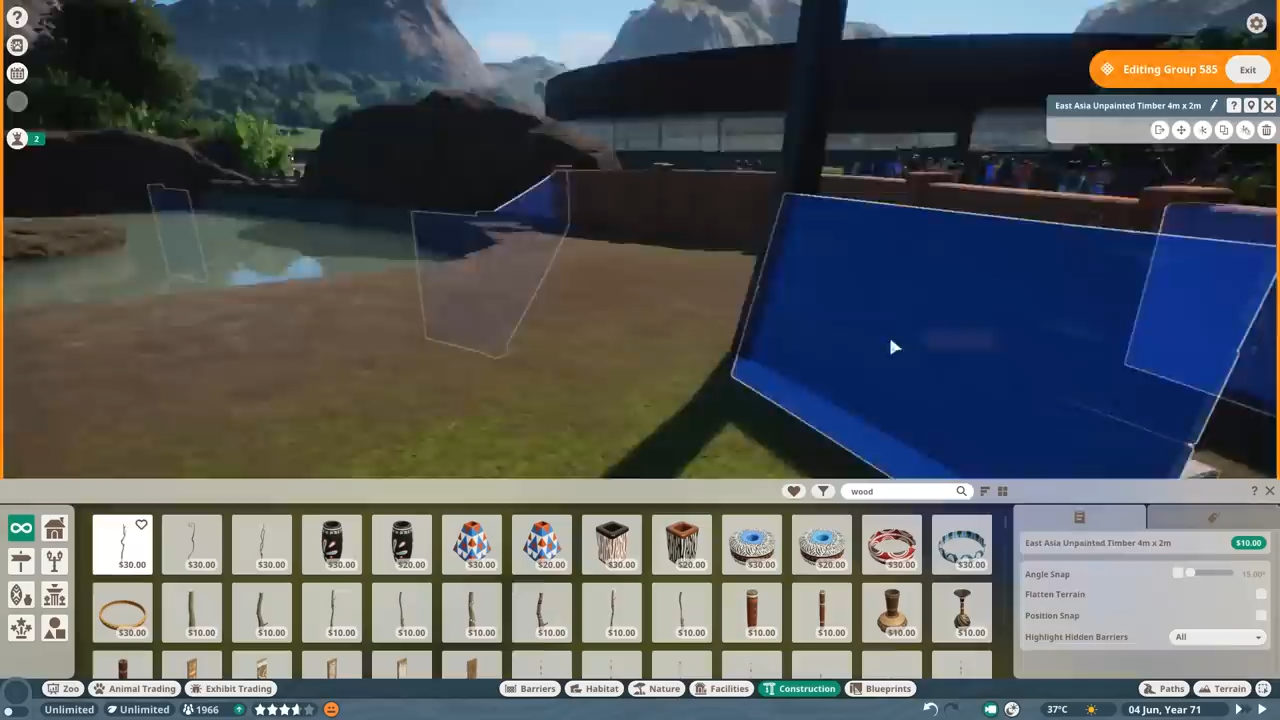 ?
Editing Group 585
Exit
East Asia Unpainted Timber 4m x 2m
?
2
wood
?
$30.00 $30.00 $30.00 $30.00 $20.00 $30.00 $20.00 $30.00 $20.00 $30.00 $20.00 $30.00 $30.00
East Asia Unpainted Timber 4m x 2m $10.00
Angle Snap 15.00°
Flatten Terrain
$30.00 $10.00 $10.00 $10.00 $10.00 $10.00 $10.00 $10.00 $10.00 $10.00 $10.00 $10.00 $10.00
Position Snap
Highlight Hidden Barriers All
Zoo Animal Trading Exhibit Trading Barriers Habitat Nature Facilities Construction Blueprints Paths Terrain
Unlimited Unlimited 1966 37°C 04 Jun, Year 71